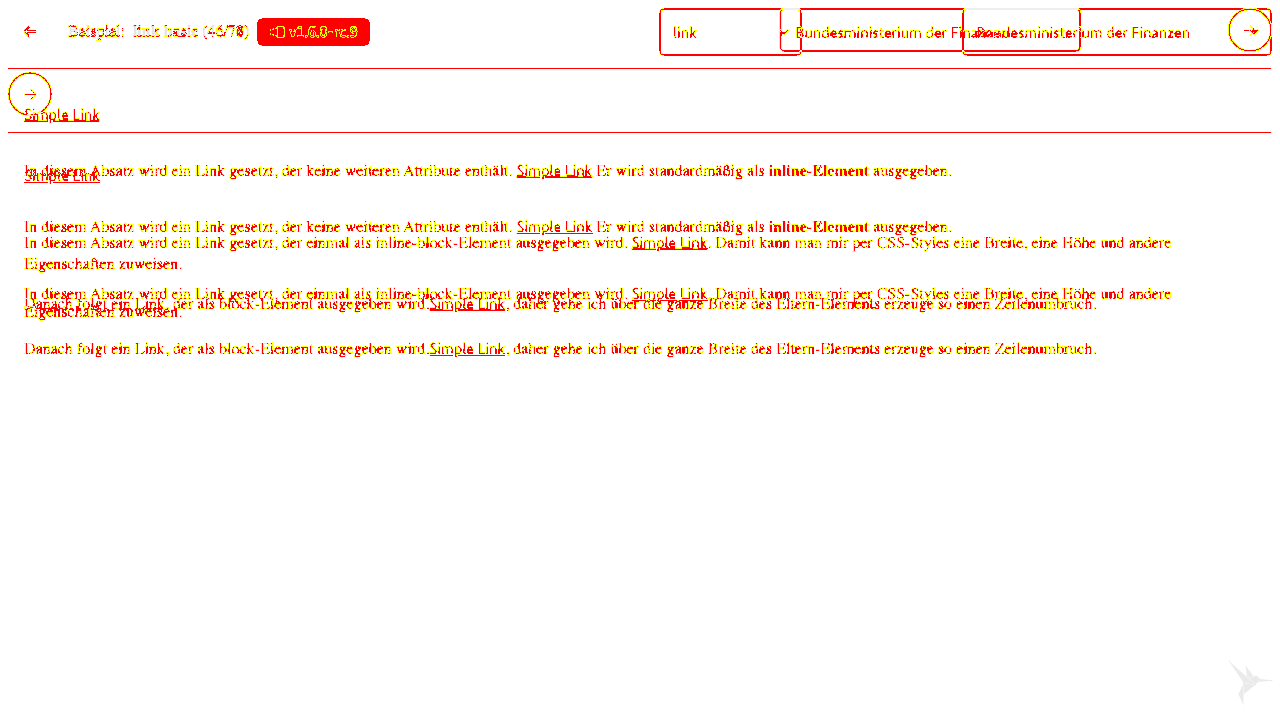 Beispiel: link basic (46/78) v1.6.0-rc.9 link Bundesministerium der Finanzen Bundesministerium der Finanzen
Simple Link
In diesem Absatz wird ein Link gesetzt, der keine weiteren Attribute enthält. Simple Link Er wird standardmäßig als inline-Element ausgegeben.
Simple Link
In diesem Absatz wird ein Link gesetzt, der keine weiteren Attribute enthält. Simple Link Er wird standardmäßig als inline-Element ausgegeben.
In diesem Absatz wird ein Link gesetzt, der einmal als inline-block-Element ausgegeben wird. Simple Link. Damit kann man mir per CSS-Styles eine Breite, eine Höhe und andere
Eigenschaften zuweisen.
In diesem Absatz wird ein Link gesetzt, der einmal als inline-block-Element ausgegeben wird. Simple Link. Damit kann man mir per CSS-Styles eine Breite, eine Höhe und andere
Danach folgt ein Link, der als block-Element ausgegeben wird.Simple Link, daher gehe ich über die ganze Breite des Eltern-Elements erzeuge so einen Zeilenumbruch.
Eigenschaften zuweisen.
Danach folgt ein Link, der als block-Element ausgegeben wird.Simple Link, daher gehe ich über die ganze Breite des Eltern-Elements erzeuge so einen Zeilenumbruch.